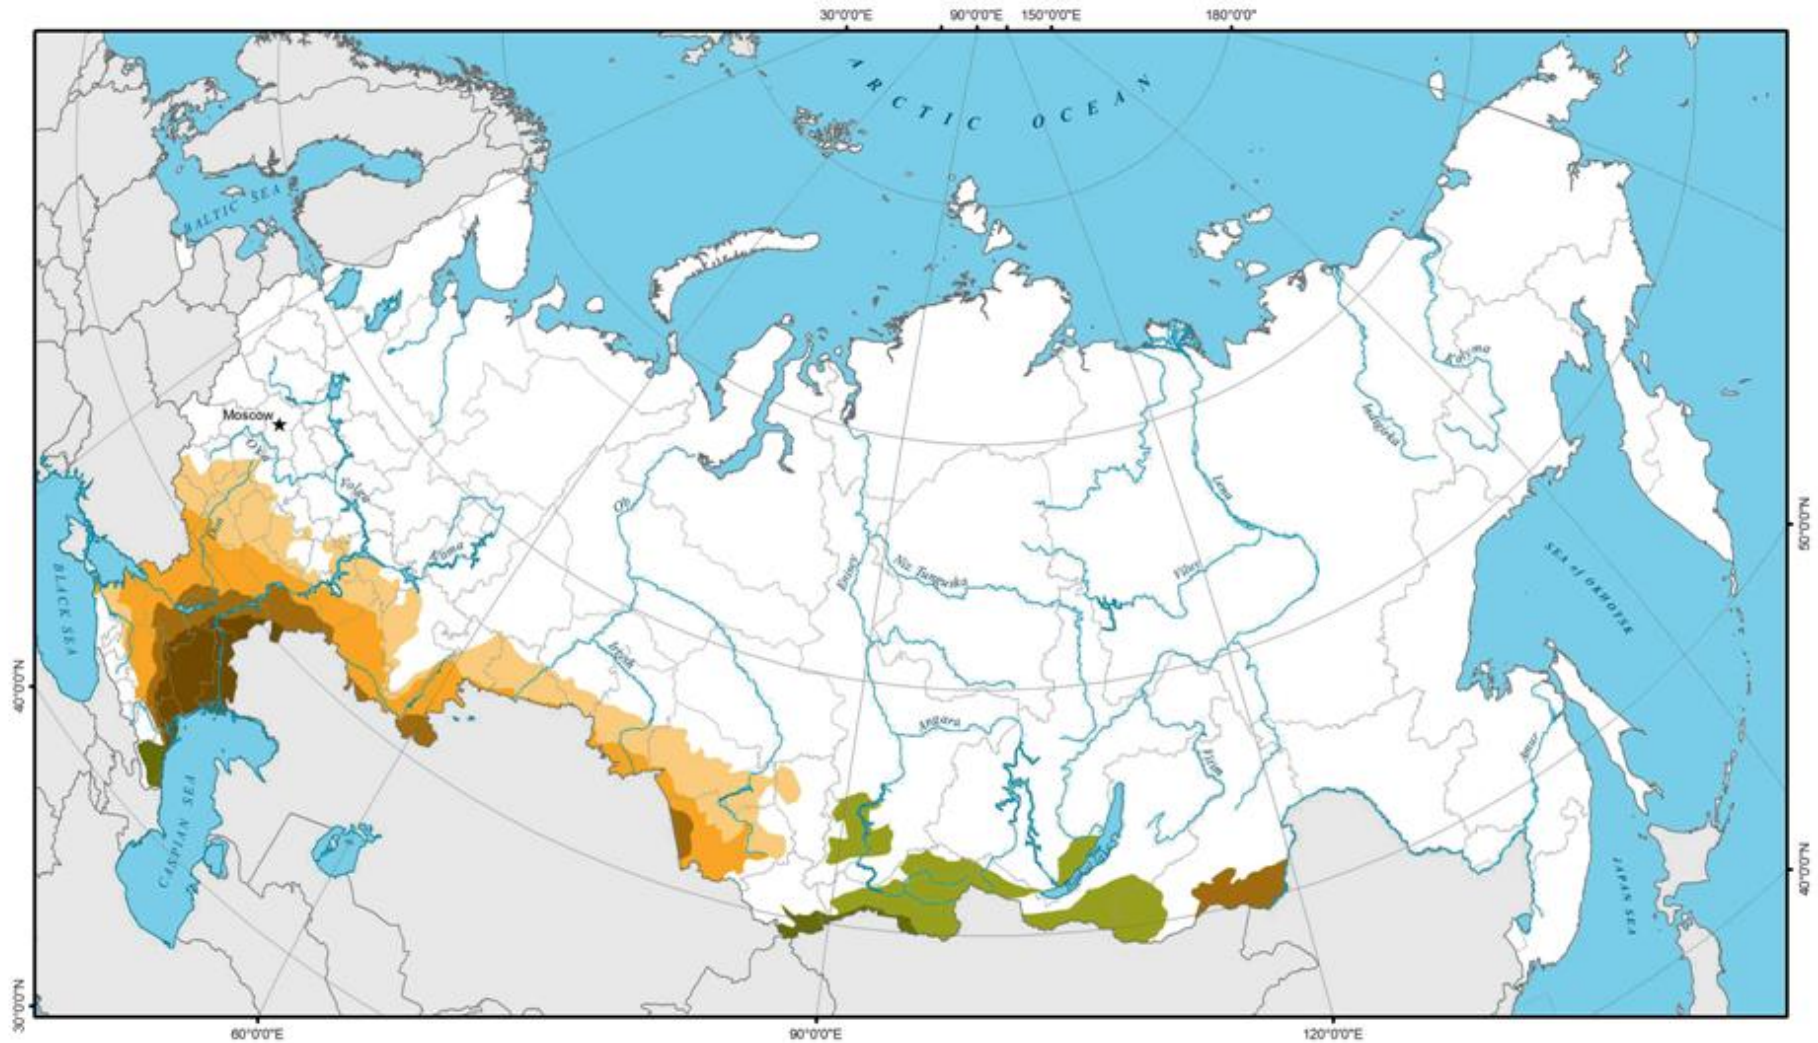 30°0'0"E 90°0'0"E 150°0'0"E 180°0'0"
ARCTIC OCEAN
BALTIC SEA
Kolyma
Indigirka
Moscow
Oka
Volga
Don
Kama
Ob
Lena
50°0'0"N
SEA of OKHOTSK
BLACK SEA
Enisey
Niz. Tunguska
Viluy
Irtysh
40°0'0"N
Angara
Vitim
Amur
CASPIAN SEA
Baikal
JAPAN SEA
40°0'0"N
30°0'0"N
60°0'0"E 90°0'0"E 120°0'0"E